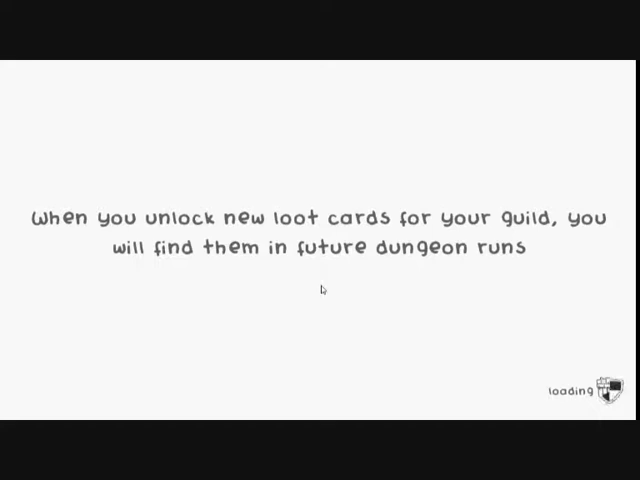 When you unlock new loot cards for your guild, you
will find them in future dungeon runs
loading